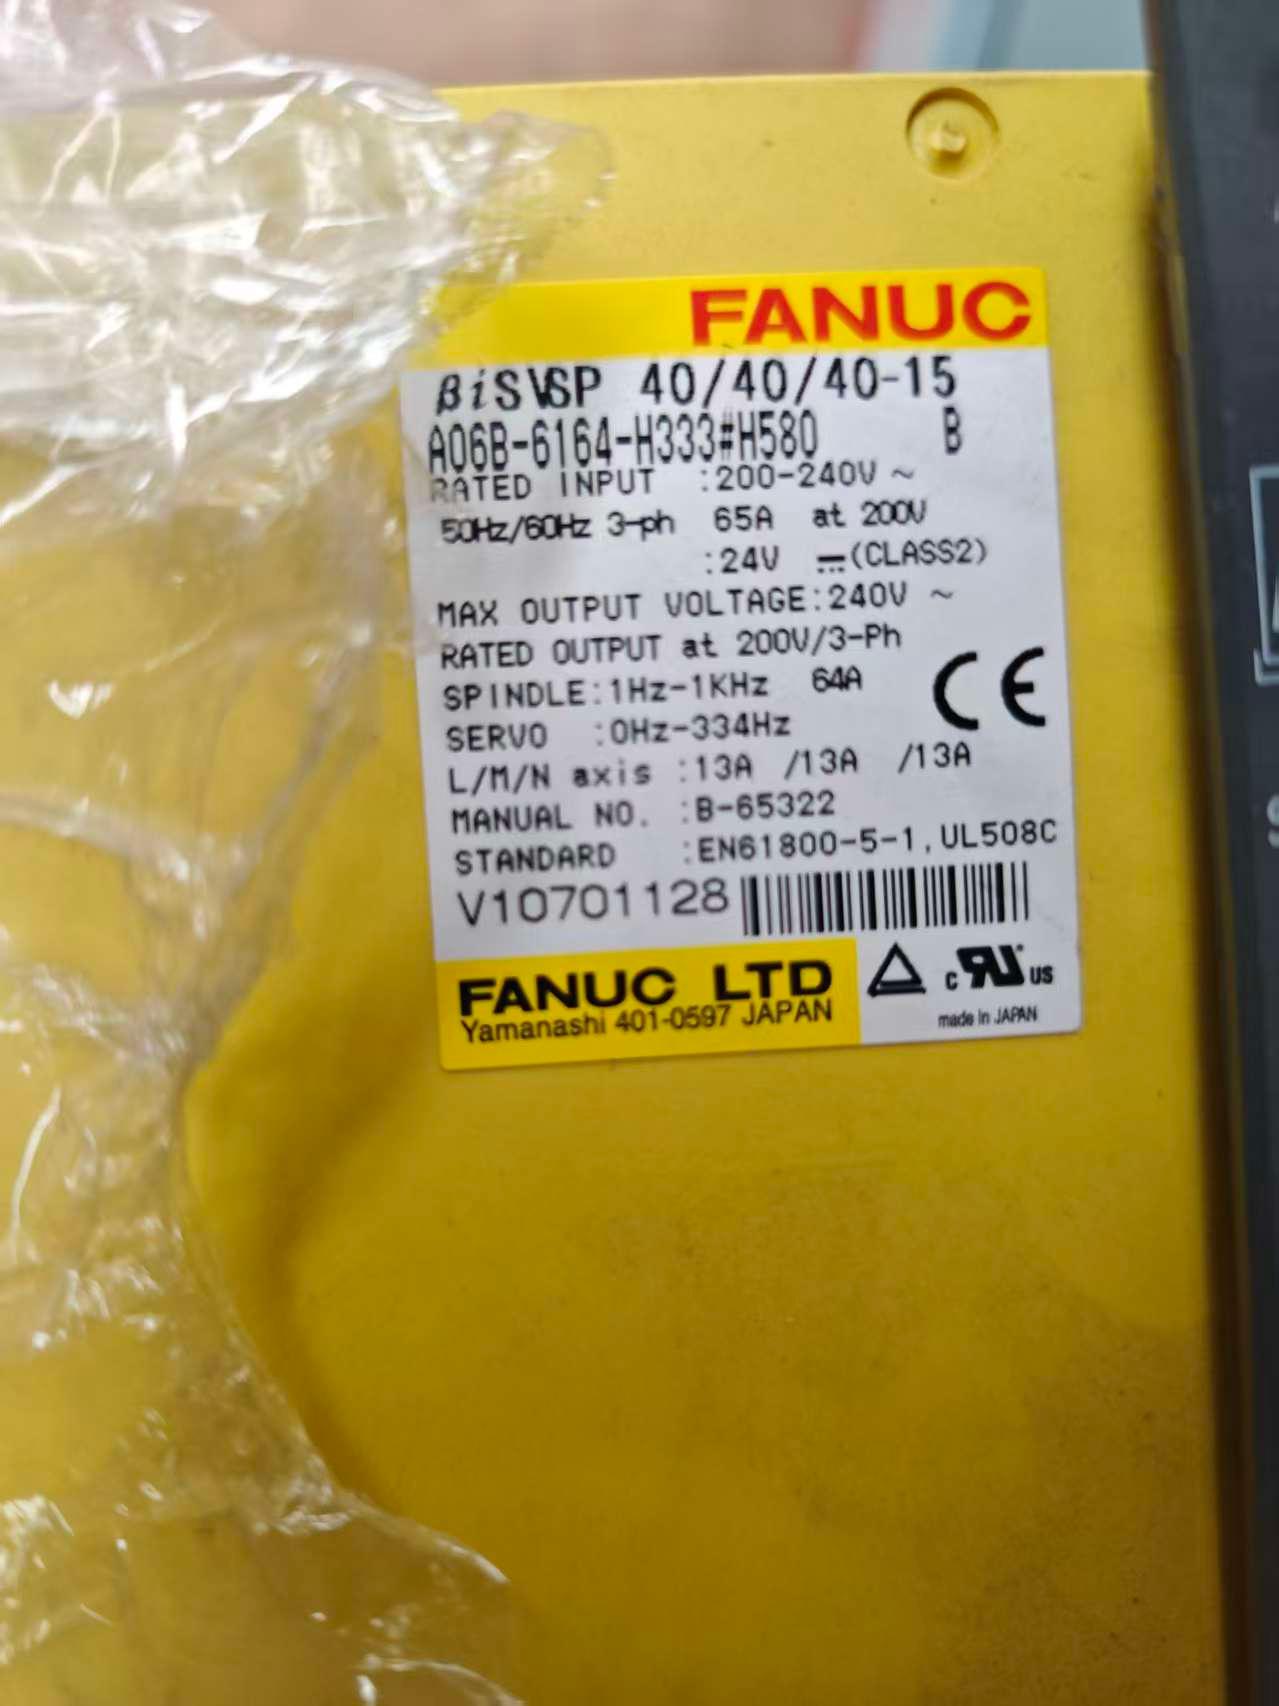 FANUC
βiSVSP 40/40/40-15
A06B-6164-H333#H580 B
RATED INPUT :200-240V ~
50Hz/60Hz 3-ph 65A at 200V
:24V ⎓(CLASS2)
MAX OUTPUT VOLTAGE:240V ~
RATED OUTPUT at 200V/3-Ph
SPINDLE:1Hz-1KHz 64A
SERVO :0Hz-334Hz
CE
L/M/N axis :13A /13A /13A
MANUAL NO. :B-65322
STANDARD :EN61800-5-1,UL508C
V10701128
FANUC LTD
Yamanashi 401-0597 JAPAN
c RU US
made in JAPAN